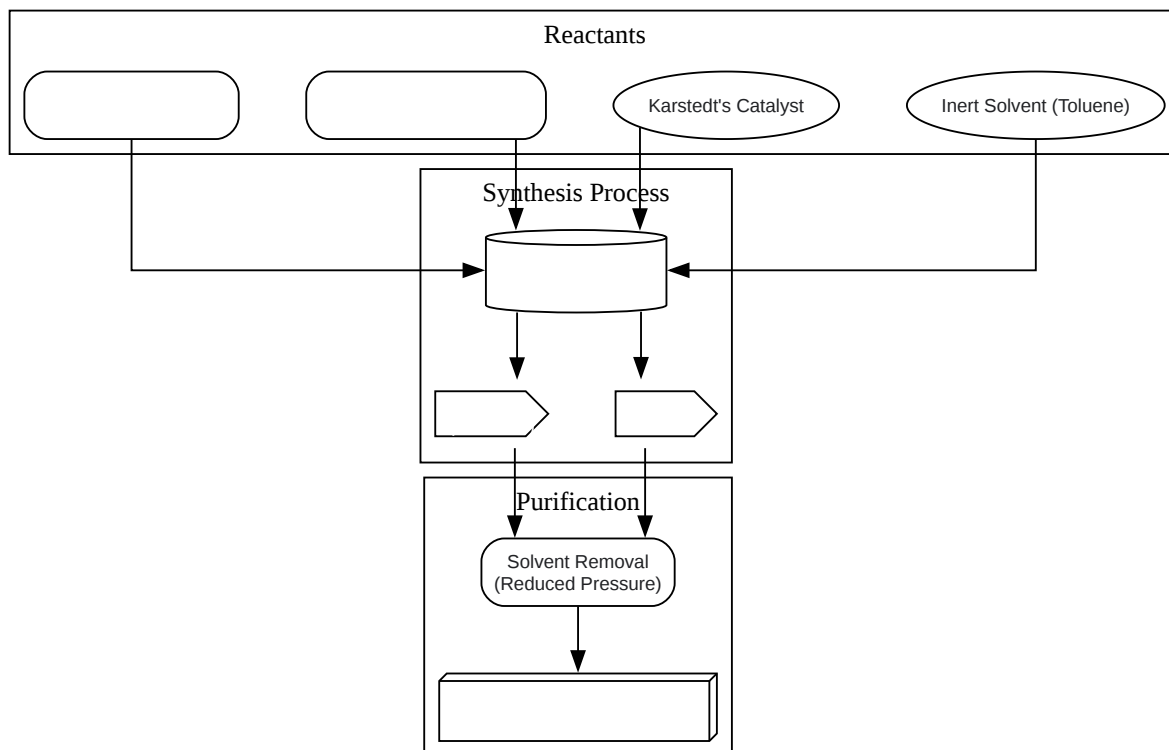 Reactants
Karstedt's Catalyst
Inert Solvent (Toluene)
Synthesis Process
Purification
Solvent Removal
(Reduced Pressure)